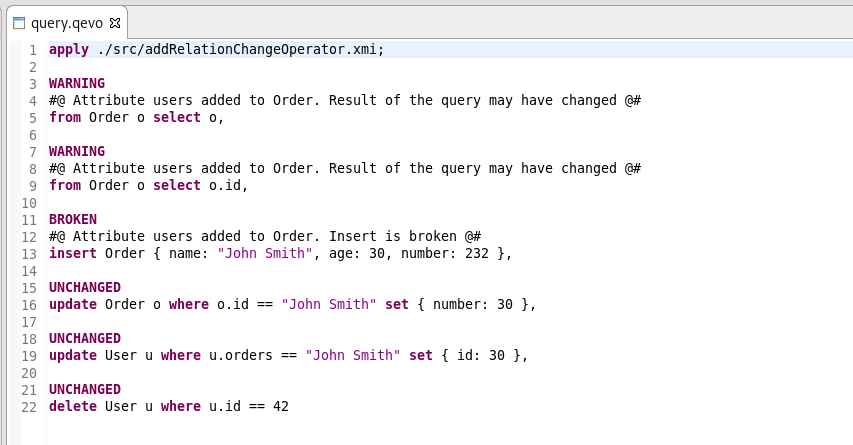 query.qevo
1 apply ./src/addRelationChangeOperator.xmi;
2
3 WARNING
4 #@ Attribute users added to Order. Result of the query may have changed @#
5 from Order o select o,
6
7 WARNING
8 #@ Attribute users added to Order. Result of the query may have changed @#
9 from Order o select o.id,
10
11 BROKEN
12 #@ Attribute users added to Order. Insert is broken @#
13 insert Order { name: "John Smith", age: 30, number: 232 },
14
15 UNCHANGED
16 update Order o where o.id == "John Smith" set { number: 30 },
17
18 UNCHANGED
19 update User u where u.orders == "John Smith" set { id: 30 },
20
21 UNCHANGED
22 delete User u where u.id == 42